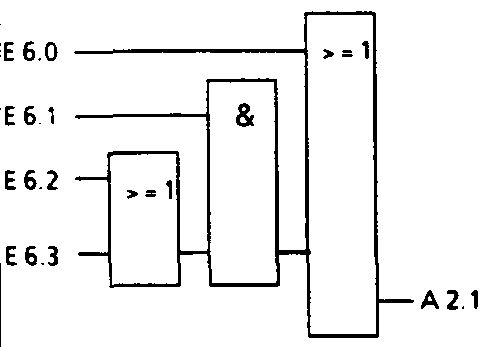 E 6.0
> = 1
E 6.1
&
E 6.2
> = 1
E 6.3
A 2.1